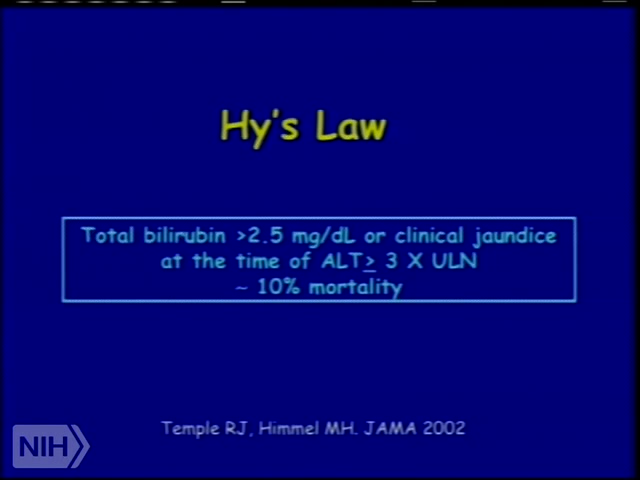 Hy's Law
Total bilirubin >2.5 mg/dL or clinical jaundice
at the time of ALT≥ 3 X ULN
~ 10% mortality
Temple RJ, Himmel MH. JAMA 2002
NIH